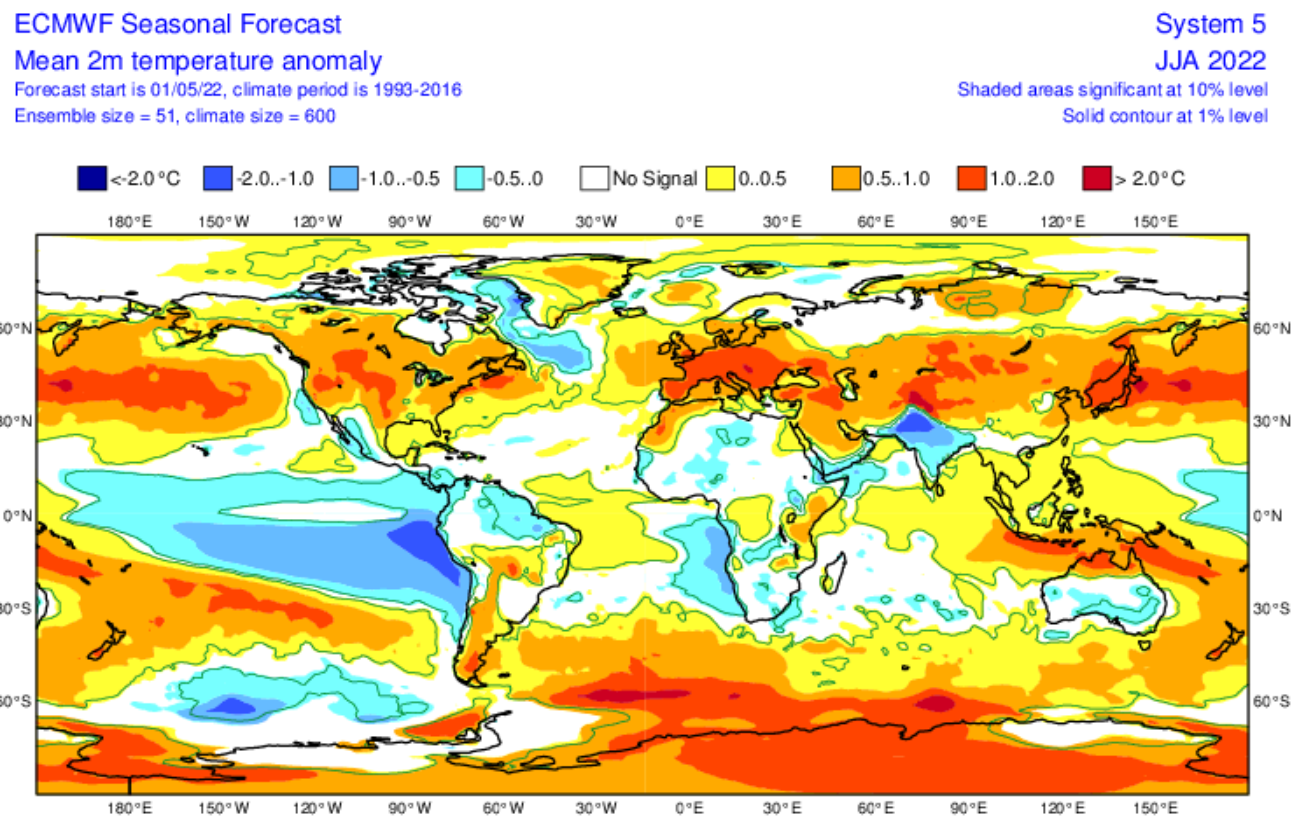 ECMWF Seasonal Forecast
System 5
Mean 2m temperature anomaly
JJA 2022
Forecast start is 01/05/22, climate period is 1993-2016
Shaded areas significant at 10% level
Ensemble size = 51, climate size = 600
Solid contour at 1% level
<-2.0°C -2.0..-1.0 -1.0..-0.5 -0.5..0 No Signal 0..0.5 0.5..1.0 1.0..2.0 > 2.0°C
180°E 150°W 120°W 90°W 60°W 30°W 0°E 30°E 60°E 90°E 120°E 150°E
60°N 60°N
30°N 30°N
0°N 0°N
30°S 30°S
60°S 60°S
180°E 150°W 120°W 90°W 60°W 30°W 0°E 30°E 60°E 90°E 120°E 150°E